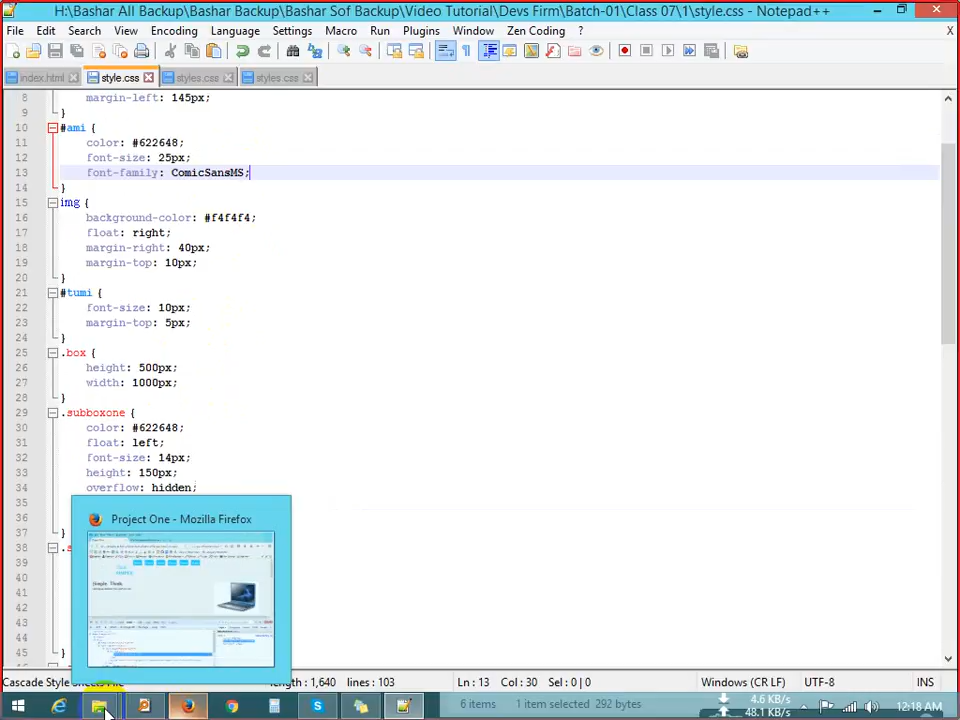 H:\Bashar All Backup\Bashar Sof Backup\Video Tutorial\Devs Firm\Batch-01\Class 07\1\style.css - Notepad++
File Edit Search View Encoding Language Settings Macro Run Plugins Window Zen Coding ? X
index.html style.css styles.css styles.css
8 margin-left: 145px;
9 }
10 #ami {
11 color: #622648;
12 font-size: 25px;
13 font-family: ComicSansMS;
14 }
15 img {
16 background-color: #f4f4f4;
17 float: right;
18 margin-right: 40px;
19 margin-top: 10px;
20 }
21 #tumi {
22 font-size: 10px;
23 margin-top: 5px;
24 }
25 .box {
26 height: 500px;
27 width: 1000px;
28 }
29 .subboxone {
30 color: #622648;
31 float: left;
32 font-size: 14px;
33 height: 150px;
34 overflow: hidden;
35
36
37 }
38
39
40
41
42
43
44
45 }
Project One - Mozilla Firefox
length : 1,640 lines : 103 Ln : 13 Col : 30 Sel : 0 | 0 Windows (CR LF) UTF-8 INS
6 items 1 item selected 292 bytes
4.6 KB/s
48.1 KB/s
12:18 AM